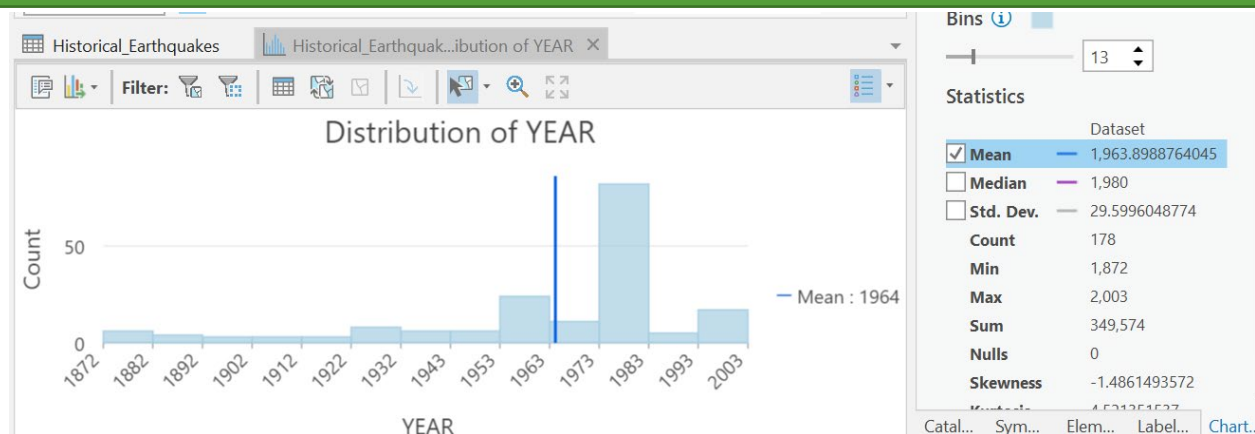 Historical_Earthquakes
Historical_Earthquak...ibution of YEAR
Filter:
Distribution of YEAR
Count
50
0
1872 1882 1892 1902 1912 1922 1932 1943 1953 1963 1973 1983 1993 2003
YEAR
Mean : 1964
Bins
13
Statistics
Dataset
Mean 1,963.8988764045
Median 1,980
Std. Dev. 29.5996048774
Count 178
Min 1,872
Max 2,003
Sum 349,574
Nulls 0
Skewness -1.4861493572
Catal... Sym... Elem... Label... Chart...